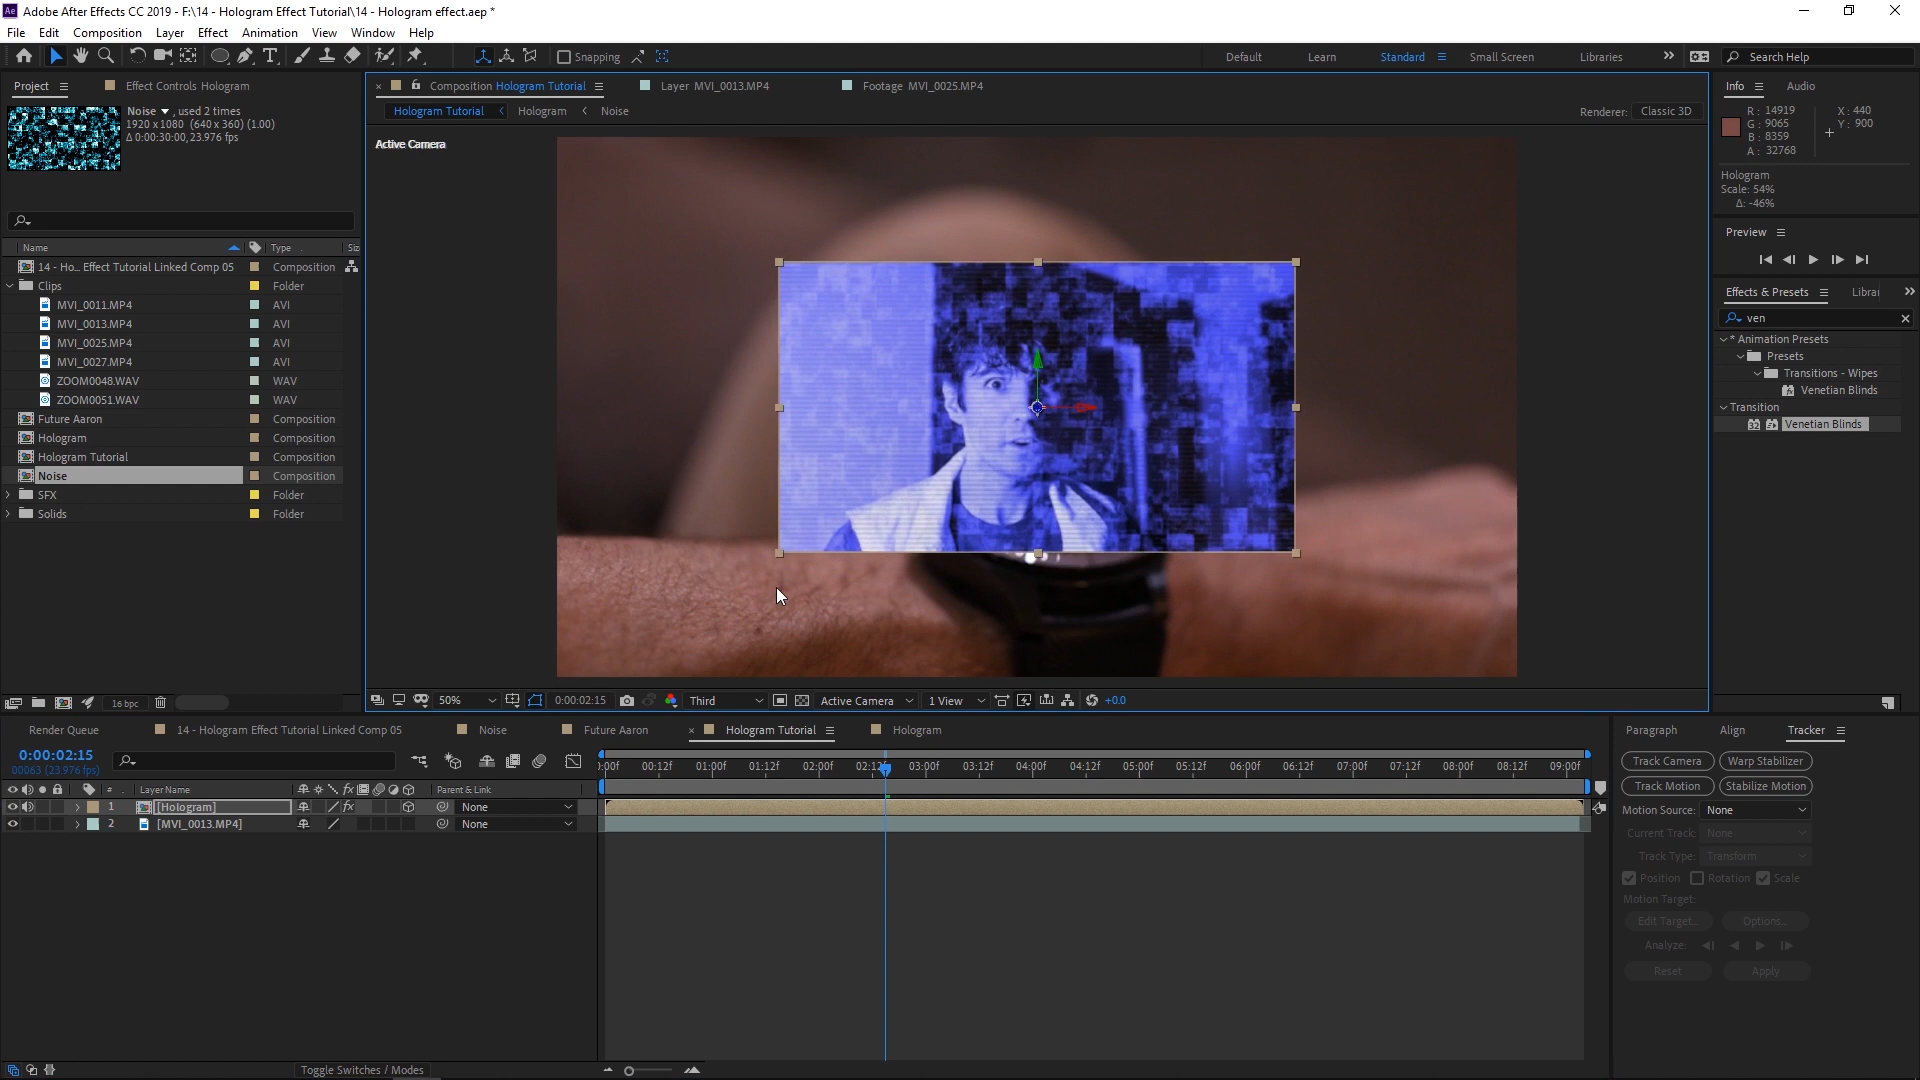 Ae Adobe After Effects CC 2019 - F:\14 - Hologram Effect Tutorial\14 - Hologram effect.aep *
File Edit Composition Layer Effect Animation View Window Help
Snapping
Default Learn Standard Small Screen Libraries Search Help
Project Effect Controls Hologram
Noise , used 2 times
1920 x 1080 (640 x 360) (1.00)
Δ 0:00:30:00, 23.976 fps
Name Type Siz
14 - Ho... Effect Tutorial Linked Comp 05 Composition
Clips Folder
MVI_0011.MP4 AVI
MVI_0013.MP4 AVI
MVI_0025.MP4 AVI
MVI_0027.MP4 AVI
ZOOM0048.WAV WAV
ZOOM0051.WAV WAV
Future Aaron Composition
Hologram Composition
Hologram Tutorial Composition
Noise Composition
SFX Folder
Solids Folder
16 bpc
Composition Hologram Tutorial Layer MVI_0013.MP4 Footage MVI_0025.MP4
Hologram Tutorial Hologram Noise Renderer: Classic 3D
Active Camera
50% 0:00:02:15 Third Active Camera 1 View +0.0
Info Audio
R: 14919 X: 440
G: 9065 Y: 900
B: 8359
A: 32768
Hologram
Scale: 54%
Δ: -46%
Preview
Effects & Presets Librar
ven
* Animation Presets
Presets
Transitions - Wipes
Venetian Blinds
Transition
32 Venetian Blinds
Render Queue 14 - Hologram Effect Tutorial Linked Comp 05 Noise Future Aaron Hologram Tutorial Hologram
0:00:02:15
00063 (23.976 fps)
:00f 00:12f 01:00f 01:12f 02:00f 02:12f 03:00f 03:12f 04:00f 04:12f 05:00f 05:12f 06:00f 06:12f 07:00f 07:12f 08:00f 08:12f 09:00f
# Layer Name fx Parent & Link
1 [Hologram] fx None
2 [MVI_0013.MP4] None
Toggle Switches / Modes
Paragraph Align Tracker
Track Camera Warp Stabilizer
Track Motion Stabilize Motion
Motion Source: None
Current Track: None
Track Type: Transform
Position Rotation Scale
Motion Target:
Edit Target... Options...
Analyze:
Reset Apply